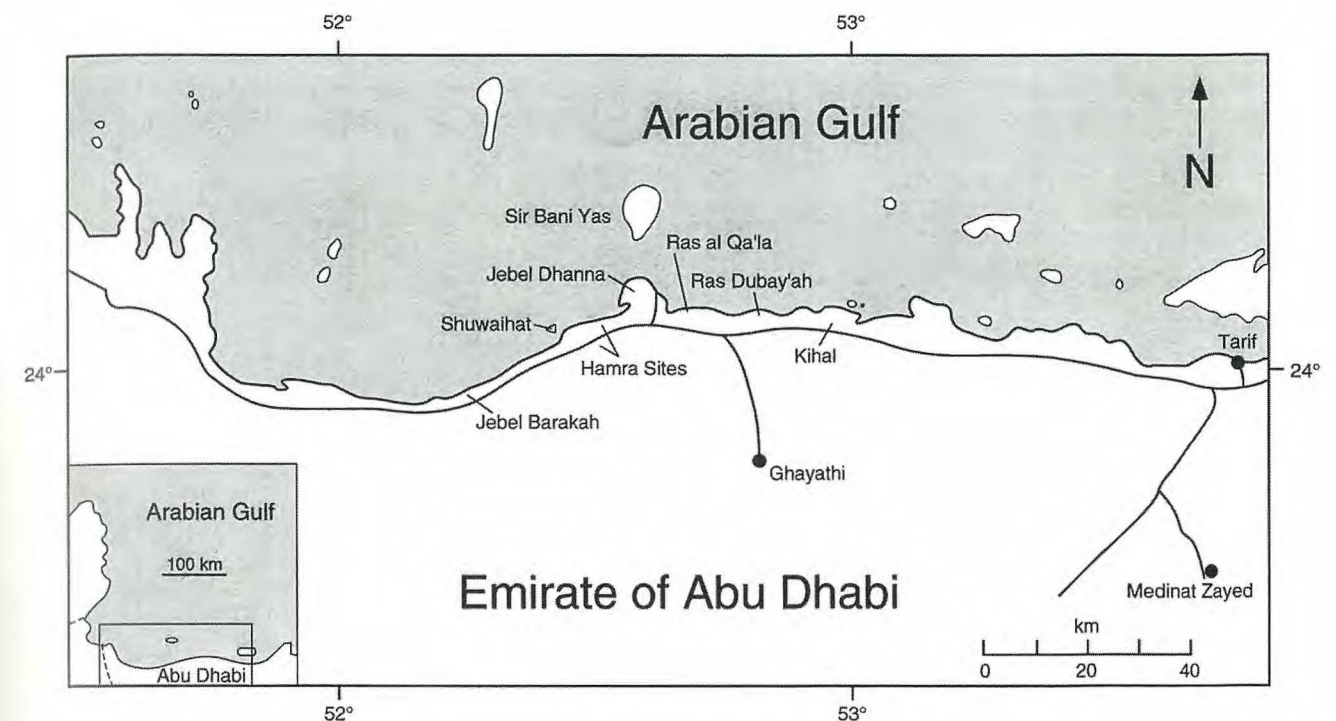 52°
53°
Arabian Gulf
N
Sir Bani Yas
Ras al Qa'la
Jebel Dhanna
Ras Dubay'ah
Shuwaihat
Hamra Sites
Kihal
Tarif
24°
24°
Jebel Barakah
Ghayathi
Arabian Gulf
100 km
Abu Dhabi
Emirate of Abu Dhabi
Medinat Zayed
km
0 20 40
52°
53°